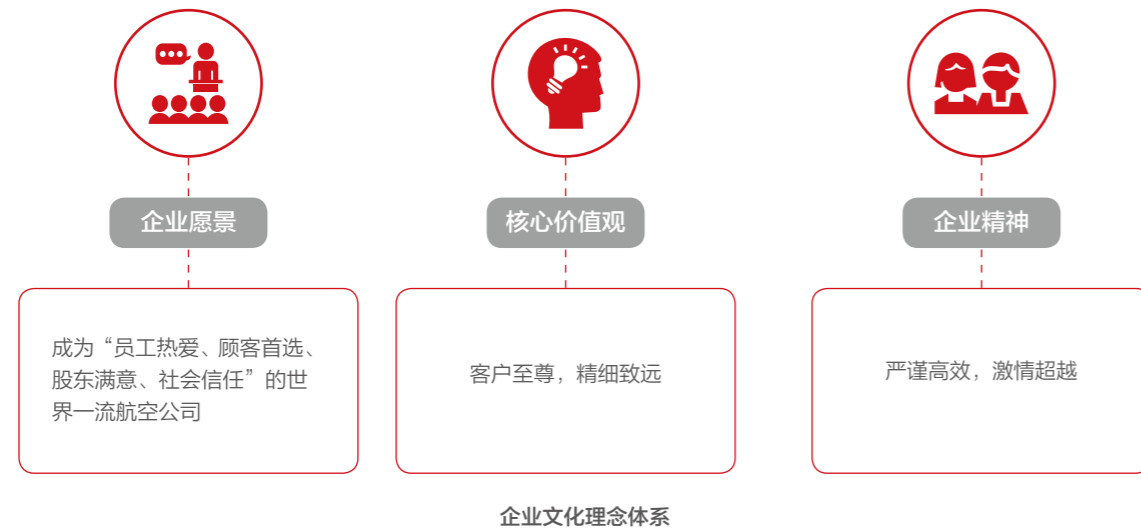 企业愿景
核心价值观
企业精神
成为“员工热爱、顾客首选、
股东满意、社会信任”的世
界一流航空公司
客户至尊，精细致远
严谨高效，激情超越
企业文化理念体系